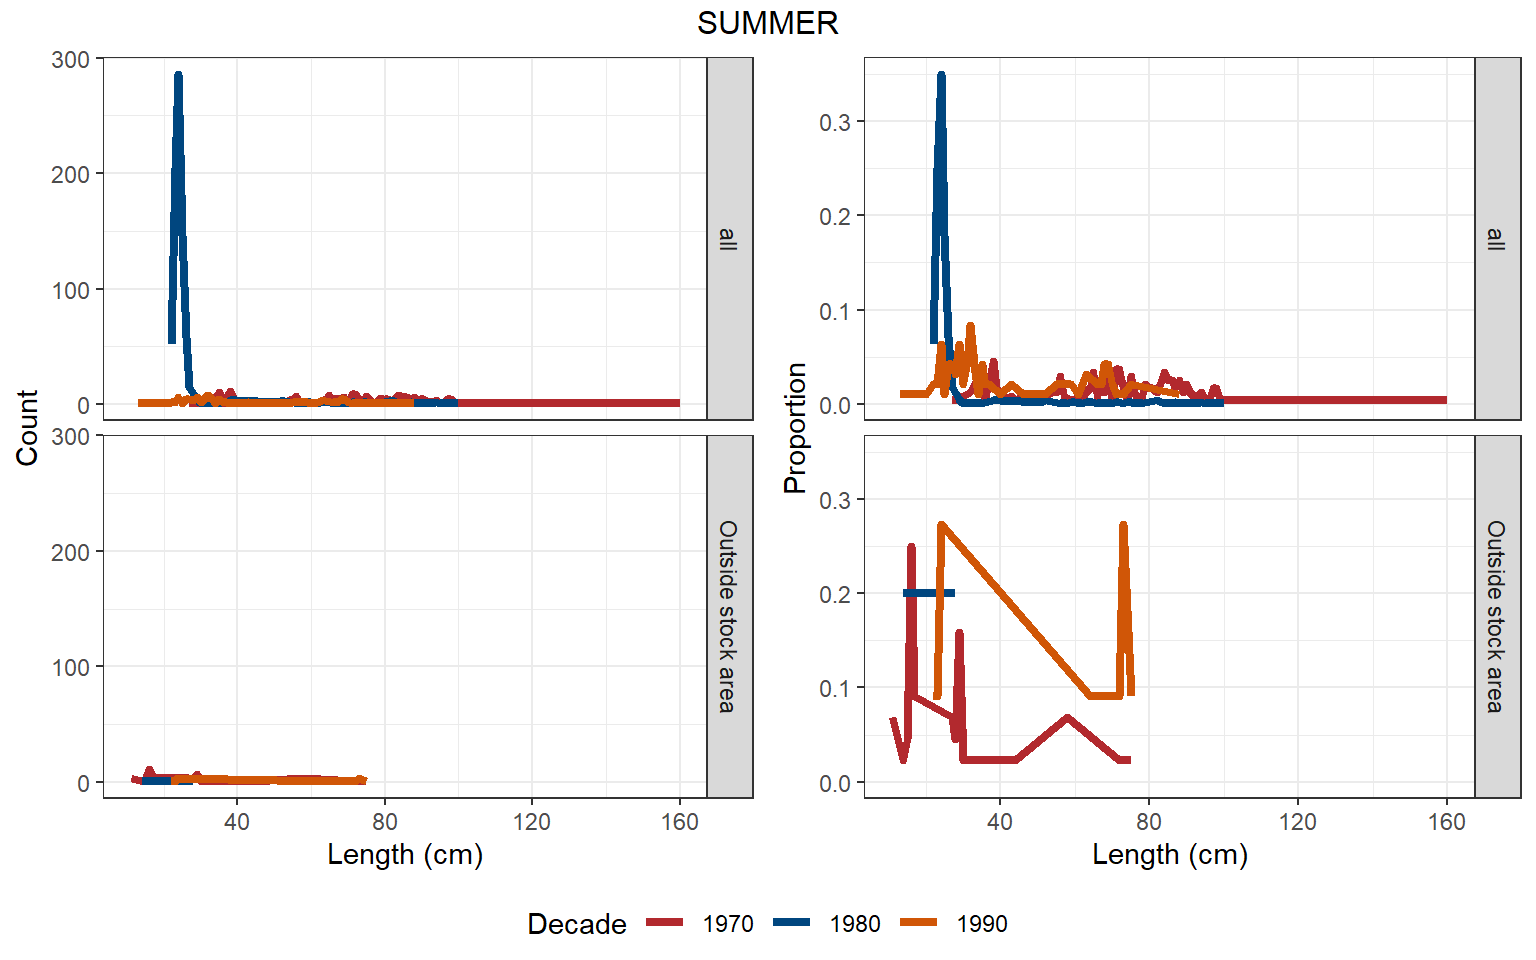 SUMMER
Count
300
200
100
0
all
300
200
100
0
Outside stock area
40 80 120 160
Length (cm)
Proportion
0.3
0.2
0.1
0.0
all
0.3
0.2
0.1
0.0
Outside stock area
40 80 120 160
Length (cm)
Decade 1970 1980 1990